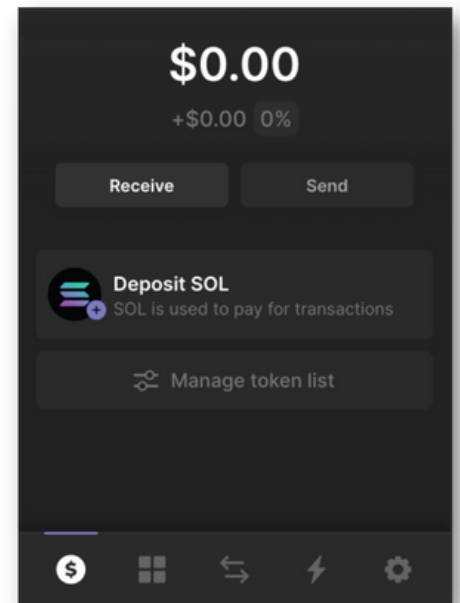 $0.00
+$0.00 0%
Receive Send
Deposit SOL
SOL is used to pay for transactions
Manage token list